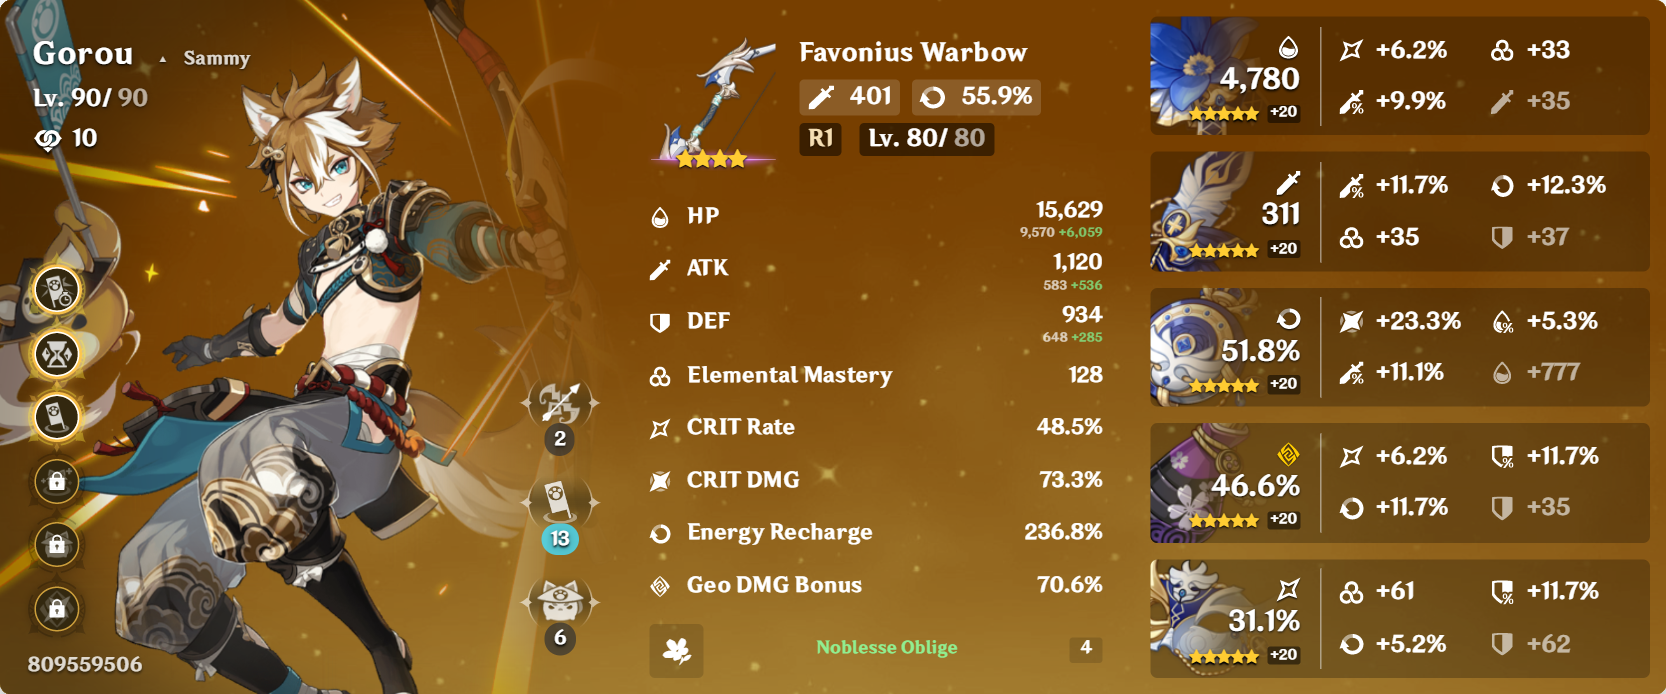 Gorou ▲ Sammy
Lv. 90/ 90
10
809559506
2
13
6
Favonius Warbow
401 55.9%
R1 Lv. 80/ 80
HP 15,629
9,570 +6,059
ATK 1,120
583 +536
DEF 934
648 +285
Elemental Mastery 128
CRIT Rate 48.5%
CRIT DMG 73.3%
Energy Recharge 236.8%
Geo DMG Bonus 70.6%
Noblesse Oblige 4
4,780
+20
+6.2% +33
+9.9% +35
311
+20
+11.7% +12.3%
+35 +37
51.8%
+20
+23.3% +5.3%
+11.1% +777
46.6%
+20
+6.2% +11.7%
+11.7% +35
31.1%
+20
+61 +11.7%
+5.2% +62